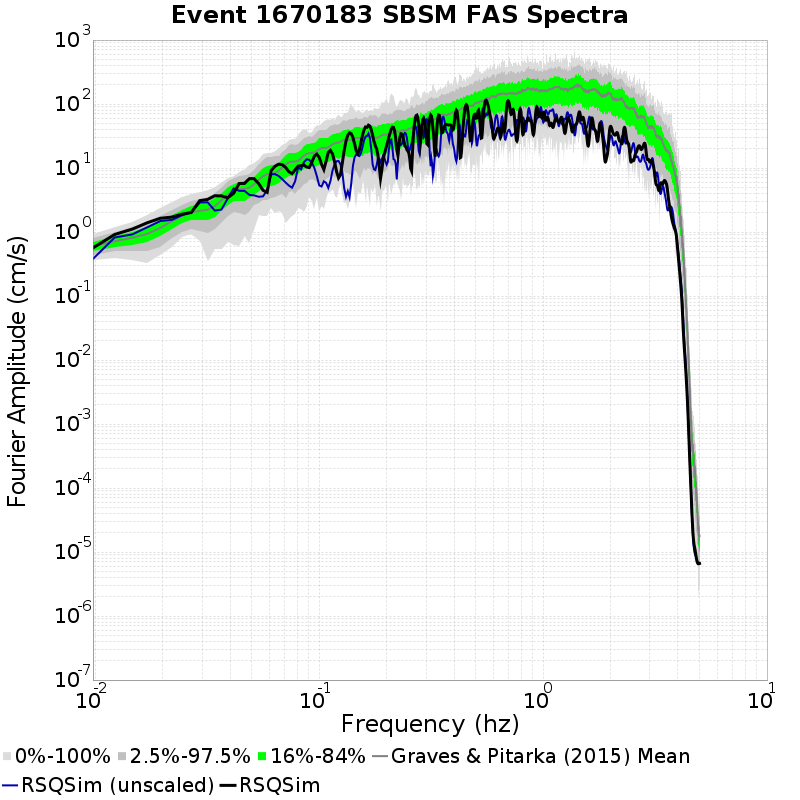 Event 1670183 SBSM FAS Spectra
10^3
10^2
10^1
10^0
10^-1
10^-2
10^-3
10^-4
10^-5
10^-6
10^-7
Fourier Amplitude (cm/s)
10^-2 10^-1 10^0 10^1
Frequency (hz)
0%-100% 2.5%-97.5% 16%-84% Graves & Pitarka (2015) Mean
RSQSim (unscaled) RSQSim